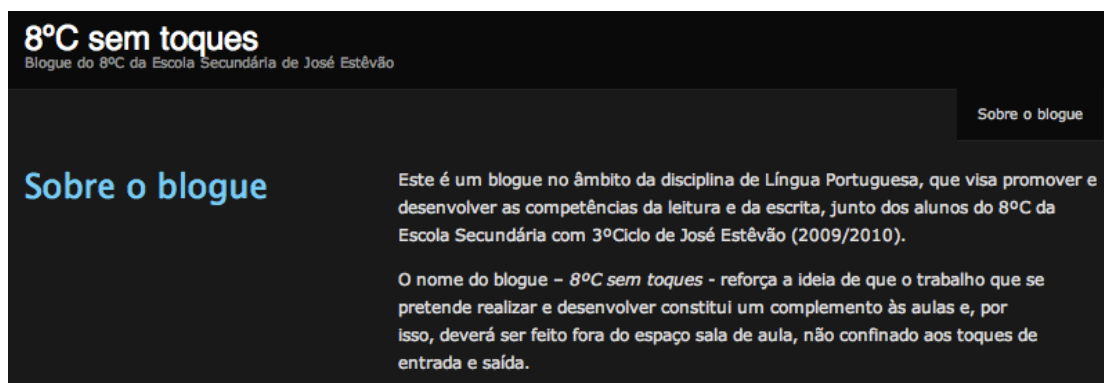 8ºC sem toques
Blogue do 8ºC da Escola Secundária de José Estêvão
Sobre o blogue
Sobre o blogue
Este é um blogue no âmbito da disciplina de Língua Portuguesa, que visa promover e
desenvolver as competências da leitura e da escrita, junto dos alunos do 8ºC da
Escola Secundária com 3ºCiclo de José Estêvão (2009/2010).
O nome do blogue – 8ºC sem toques - reforça a ideia de que o trabalho que se
pretende realizar e desenvolver constitui um complemento às aulas e, por
isso, deverá ser feito fora do espaço sala de aula, não confinado aos toques de
entrada e saída.